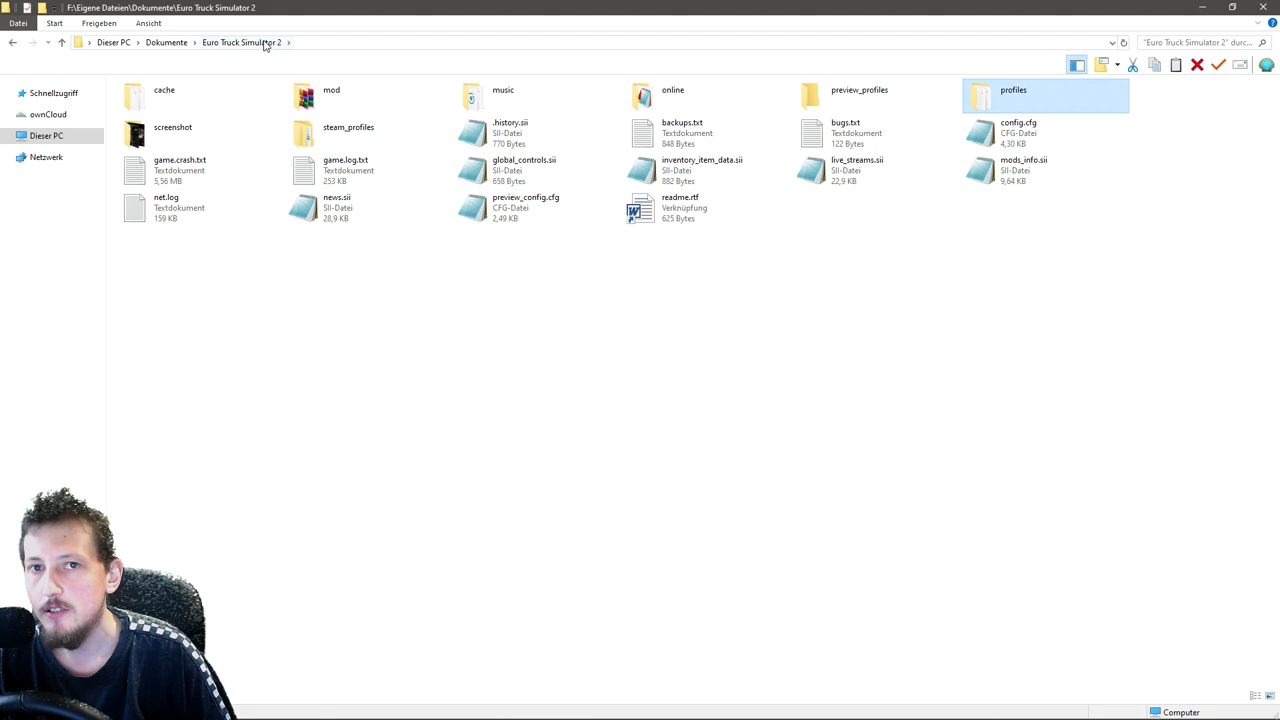 F:\Eigene Dateien\Dokumente\Euro Truck Simulator 2
Datei Start Freigeben Ansicht
Dieser PC Dokumente Euro Truck Simulator 2
"Euro Truck Simulator 2" durc...
Schnellzugriff
ownCloud
Dieser PC
Netzwerk
cache
mod
music
online
preview_profiles
profiles
screenshot
steam_profiles
.history.sii
SII-Datei
770 Bytes
backups.txt
Textdokument
848 Bytes
bugs.txt
Textdokument
122 Bytes
config.cfg
CFG-Datei
4,30 KB
game.crash.txt
Textdokument
5,56 MB
game.log.txt
Textdokument
253 KB
global_controls.sii
SII-Datei
658 Bytes
inventory_item_data.sii
SII-Datei
882 Bytes
live_streams.sii
SII-Datei
22,9 KB
mods_info.sii
SII-Datei
9,64 KB
net.log
Textdokument
159 KB
news.sii
SII-Datei
28,9 KB
preview_config.cfg
CFG-Datei
2,49 KB
readme.rtf
Verknüpfung
625 Bytes
Computer